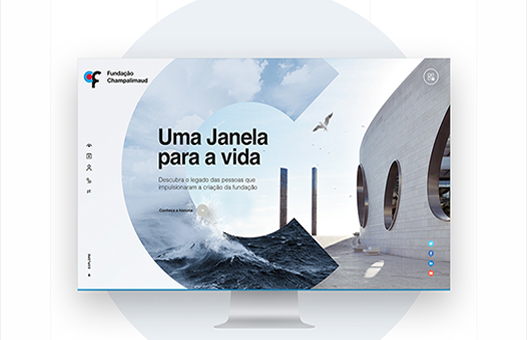 Fundação
Champalimaud
Uma Janela
para a vida
Descubra o legado das pessoas que
impulsionaram a criação da fundação
Conheça a história